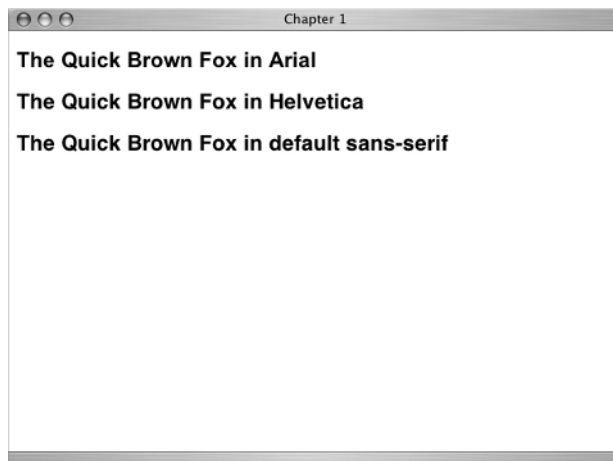 Chapter 1
The Quick Brown Fox in Arial
The Quick Brown Fox in Helvetica
The Quick Brown Fox in default sans-serif